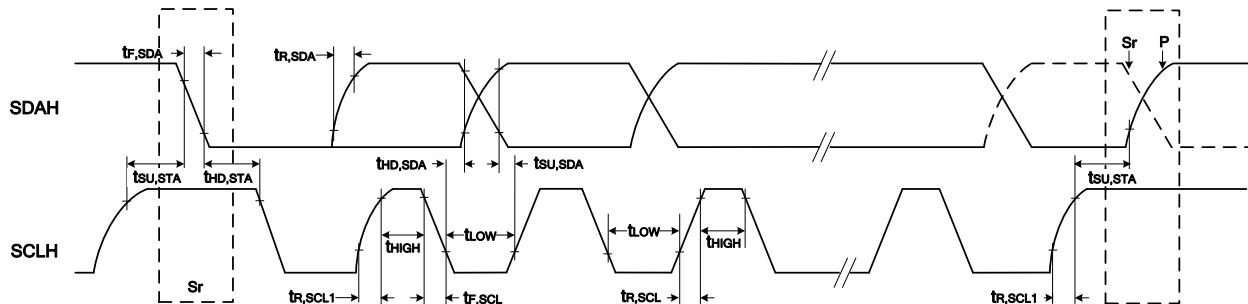 Sr P
tF,SDA tR,SDA
SDAH
tHD,SDA tSU,SDA
tSU,STA tHD,STA tSU,STA
tLOW tLOW
tHIGH tHIGH
SCLH
Sr tR,SCL1 tF,SCL tR,SCL tR,SCL1